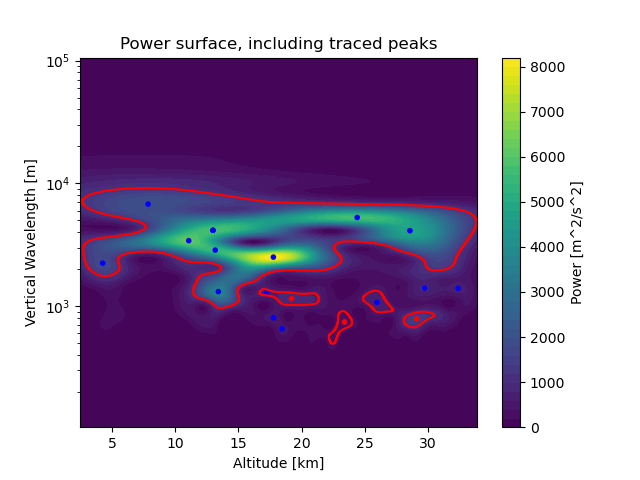 Power surface, including traced peaks
10^5
10^4
10^3
Vertical Wavelength [m]
5 10 15 20 25 30
Altitude [km]
8000
7000
6000
5000
4000
3000
2000
1000
0
Power [m^2/s^2]